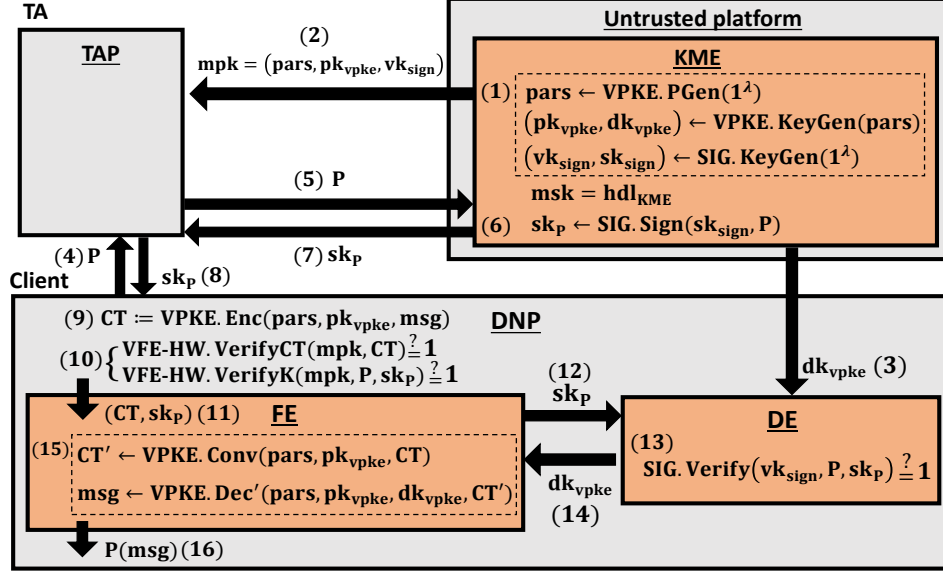 TA
TAP
(2)
mpk = (pars, pk_vpke, vk_sign)
Untrusted platform
KME
(1)
pars ← VPKE. PGen(1^λ)
(pk_vpke, dk_vpke) ← VPKE. KeyGen(pars)
(vk_sign, sk_sign) ← SIG. KeyGen(1^λ)
msk = hdl_KME
(5) P
(6) sk_P ← SIG. Sign(sk_sign, P)
(7) sk_P
(4) P
sk_P (8)
dk_vpke (3)
Client
DNP
(9) CT ≔ VPKE. Enc(pars, pk_vpke, msg)
(10) { VFE-HW. VerifyCT(mpk, CT) ≟ 1
VFE-HW. VerifyK(mpk, P, sk_P) ≟ 1
(CT, sk_P) (11)
FE
(15)
CT′ ← VPKE. Conv(pars, pk_vpke, CT)
msg ← VPKE. Dec′(pars, pk_vpke, dk_vpke, CT′)
P(msg) (16)
(12)
sk_P
dk_vpke
(14)
DE
(13)
SIG. Verify(vk_sign, P, sk_P) ≟ 1